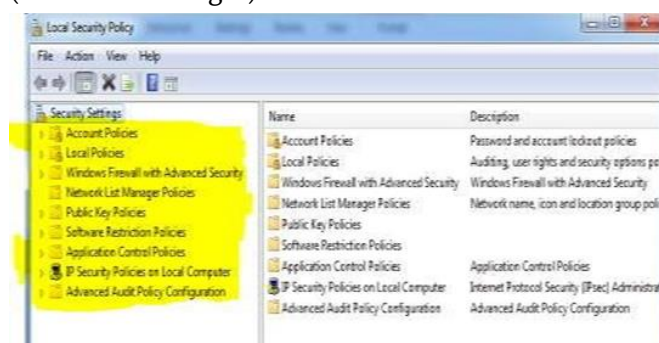 Local Security Policy
File Action View Help
Security Settings
Account Policies
Local Policies
Windows Firewall with Advanced Security
Network List Manager Policies
Public Key Policies
Software Restriction Policies
Application Control Policies
IP Security Policies on Local Computer
Advanced Audit Policy Configuration
Name Description
Account Policies Password and account lockout policies
Local Policies Auditing, user rights and security options po
Windows Firewall with Advanced Security Windows Firewall with Advanced Security
Network List Manager Policies Network name, icon and location group poli
Public Key Policies
Software Restriction Policies
Application Control Policies Application Control Policies
IP Security Policies on Local Computer Internet Protocol Security (IPsec) Administrat
Advanced Audit Policy Configuration Advanced Audit Policy Configuration